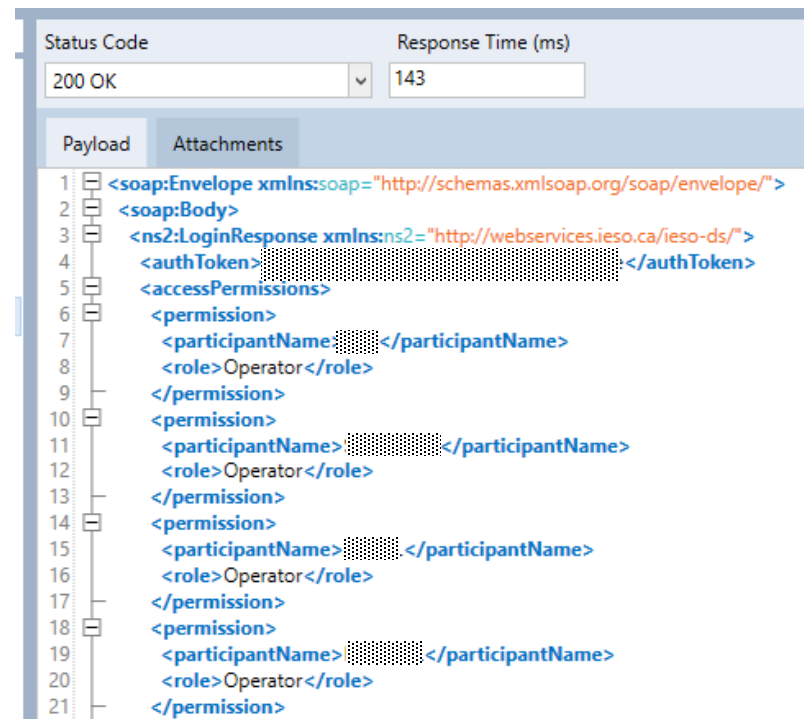 Status Code Response Time (ms)
200 OK 143
Payload Attachments
1 <soap:Envelope xmlns:soap="http://schemas.xmlsoap.org/soap/envelope/">
2 <soap:Body>
3 <ns2:LoginResponse xmlns:ns2="http://webservices.ieso.ca/ieso-ds/">
4 <authToken></authToken>
5 <accessPermissions>
6 <permission>
7 <participantName></participantName>
8 <role>Operator</role>
9 </permission>
10 <permission>
11 <participantName></participantName>
12 <role>Operator</role>
13 </permission>
14 <permission>
15 <participantName></participantName>
16 <role>Operator</role>
17 </permission>
18 <permission>
19 <participantName></participantName>
20 <role>Operator</role>
21 </permission>